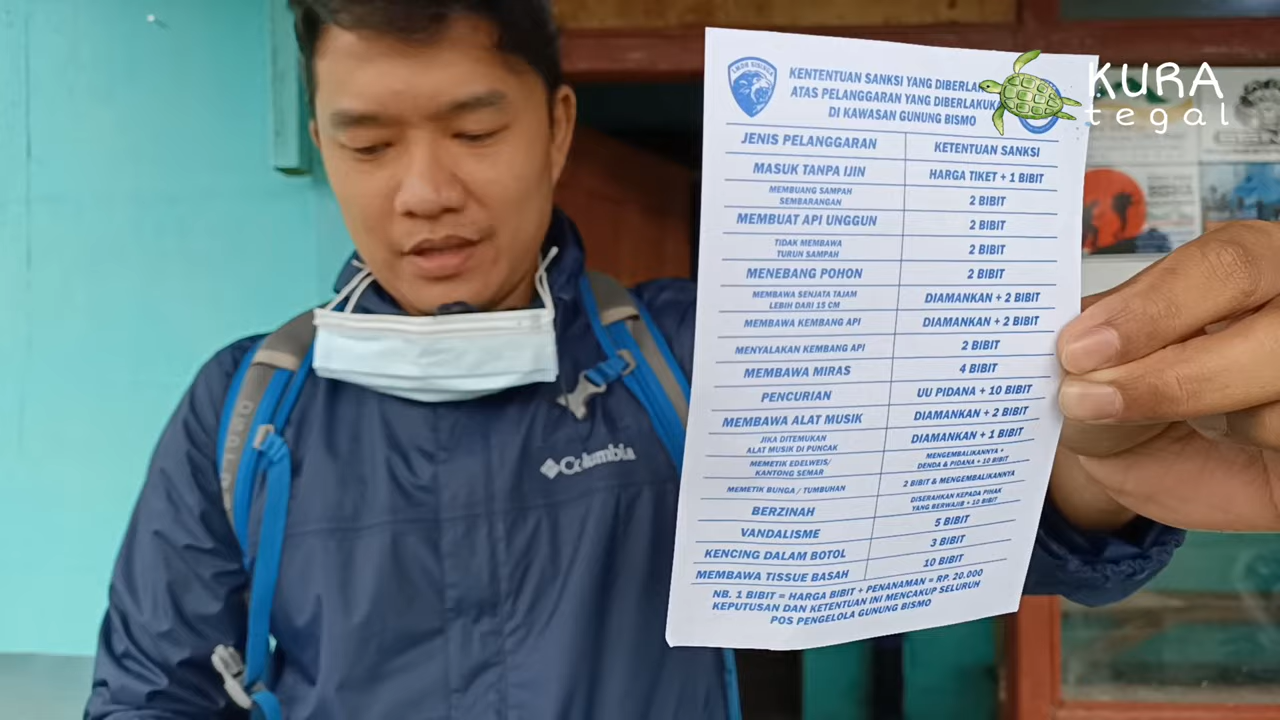 KURA
tegal
KENTENTUAN SANKSI YANG
ATAS PELANGGARAN YANG
DI KAWASAN GUNUNG BISMO
JENIS PELANGGARAN KETENTUAN SANKSI
MASUK TANPA IJIN HARGA TIKET + 1 BIBIT
MEMBUANG SAMPAH
SEMBARANGAN 2 BIBIT
MEMBUAT API UNGGUN 2 BIBIT
TIDAK MEMBAWA
TURUN SAMPAH 2 BIBIT
MENEBANG POHON 2 BIBIT
MEMBAWA SENJATA TAJAM
LEBIH DARI 15 CM DIAMANKAN + 2 BIBIT
MEMBAWA KEMBANG API DIAMANKAN + 2 BIBIT
MENYALAKAN KEMBANG API 2 BIBIT
MEMBAWA MIRAS 4 BIBIT
PENCURIAN UU PIDANA + 10 BIBIT
MEMBAWA ALAT MUSIK DIAMANKAN + 2 BIBIT
JIKA DITEMUKAN
ALAT MUSIK DI PUNCAK DIAMANKAN + 1 BIBIT
MEMETIK EDELWEIS/ MENGEMBALIKANNYA +
KANTONG SEMAR DENDA & PIDANA + 10 BIBIT
MEMETIK BUNGA / TUMBUHAN 2 BIBIT & MENGEMBALIKANNYA
BERZINAH DISERAHKAN KEPADA PIHAK
YANG BERWAJIB + 10 BIBIT
VANDALISME 5 BIBIT
KENCING DALAM BOTOL 3 BIBIT
MEMBAWA TISSUE BASAH 10 BIBIT
NB. 1 BIBIT = HARGA BIBIT + PENANAMAN = RP. 20.000
KEPUTUSAN DAN KETENTUAN INI MENCAKUP SELURUH
POS PENGELOLA GUNUNG BISMO
Columbia